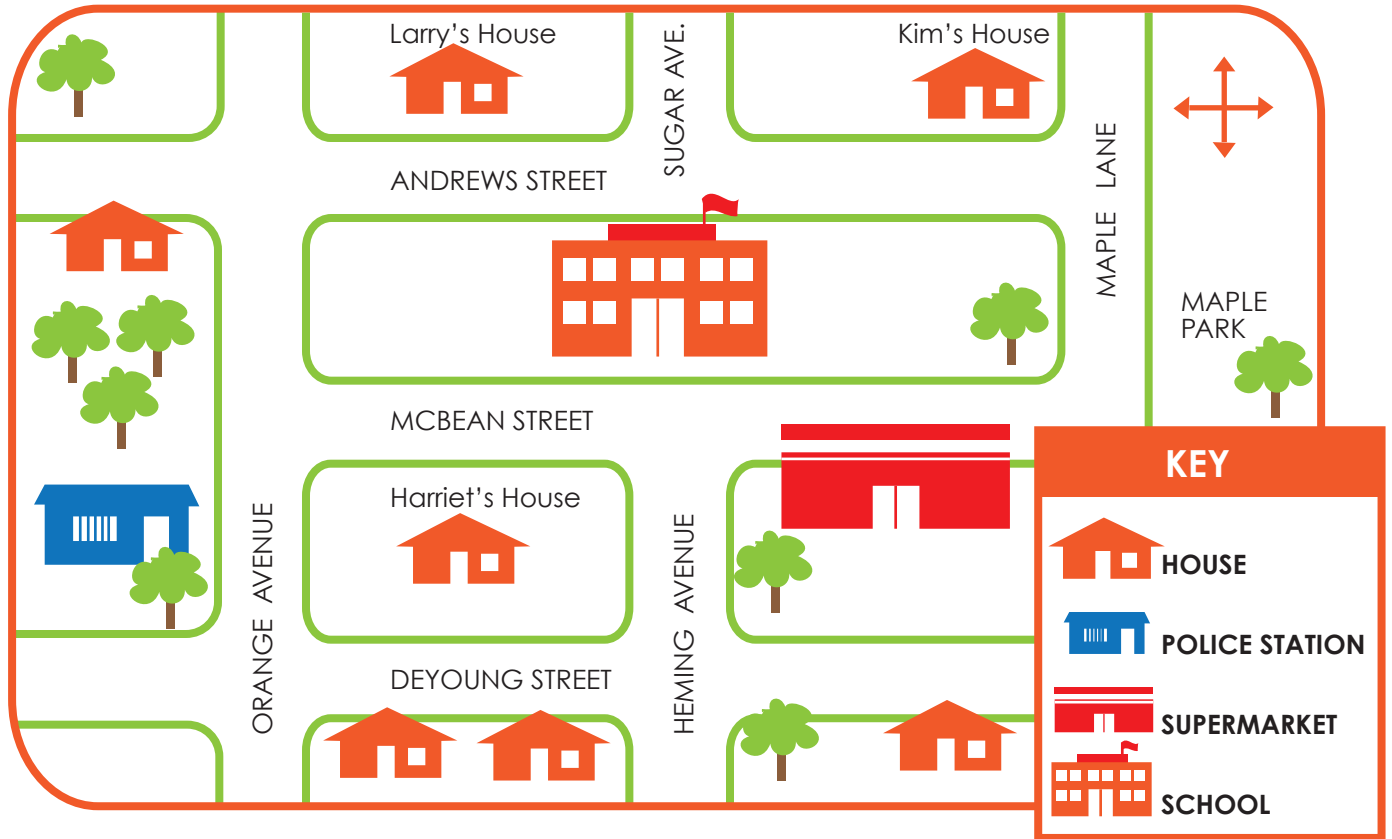 Larry's House
SUGAR AVE.
Kim's House
ANDREWS STREET
MAPLE LANE
MAPLE
PARK
MCBEAN STREET
Harriet's House
ORANGE AVENUE
HEMING AVENUE
DEYOUNG STREET
KEY
HOUSE
POLICE STATION
SUPERMARKET
SCHOOL